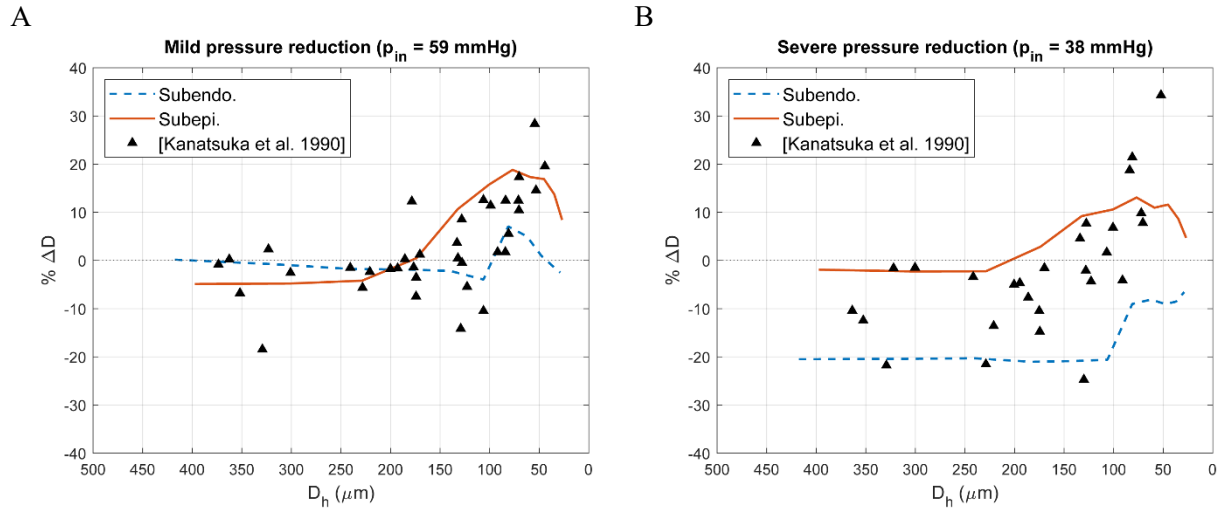 A
B
Mild pressure reduction (p_in = 59 mmHg)
40
30
20
10
0
-10
-20
-30
-40
% ΔD
Subendo.
Subepi.
[Kanatsuka et al. 1990]
500 450 400 350 300 250 200 150 100 50 0
D_h (μm)
Severe pressure reduction (p_in = 38 mmHg)
40
30
20
10
0
-10
-20
-30
-40
% ΔD
Subendo.
Subepi.
[Kanatsuka et al. 1990]
500 450 400 350 300 250 200 150 100 50 0
D_h (μm)